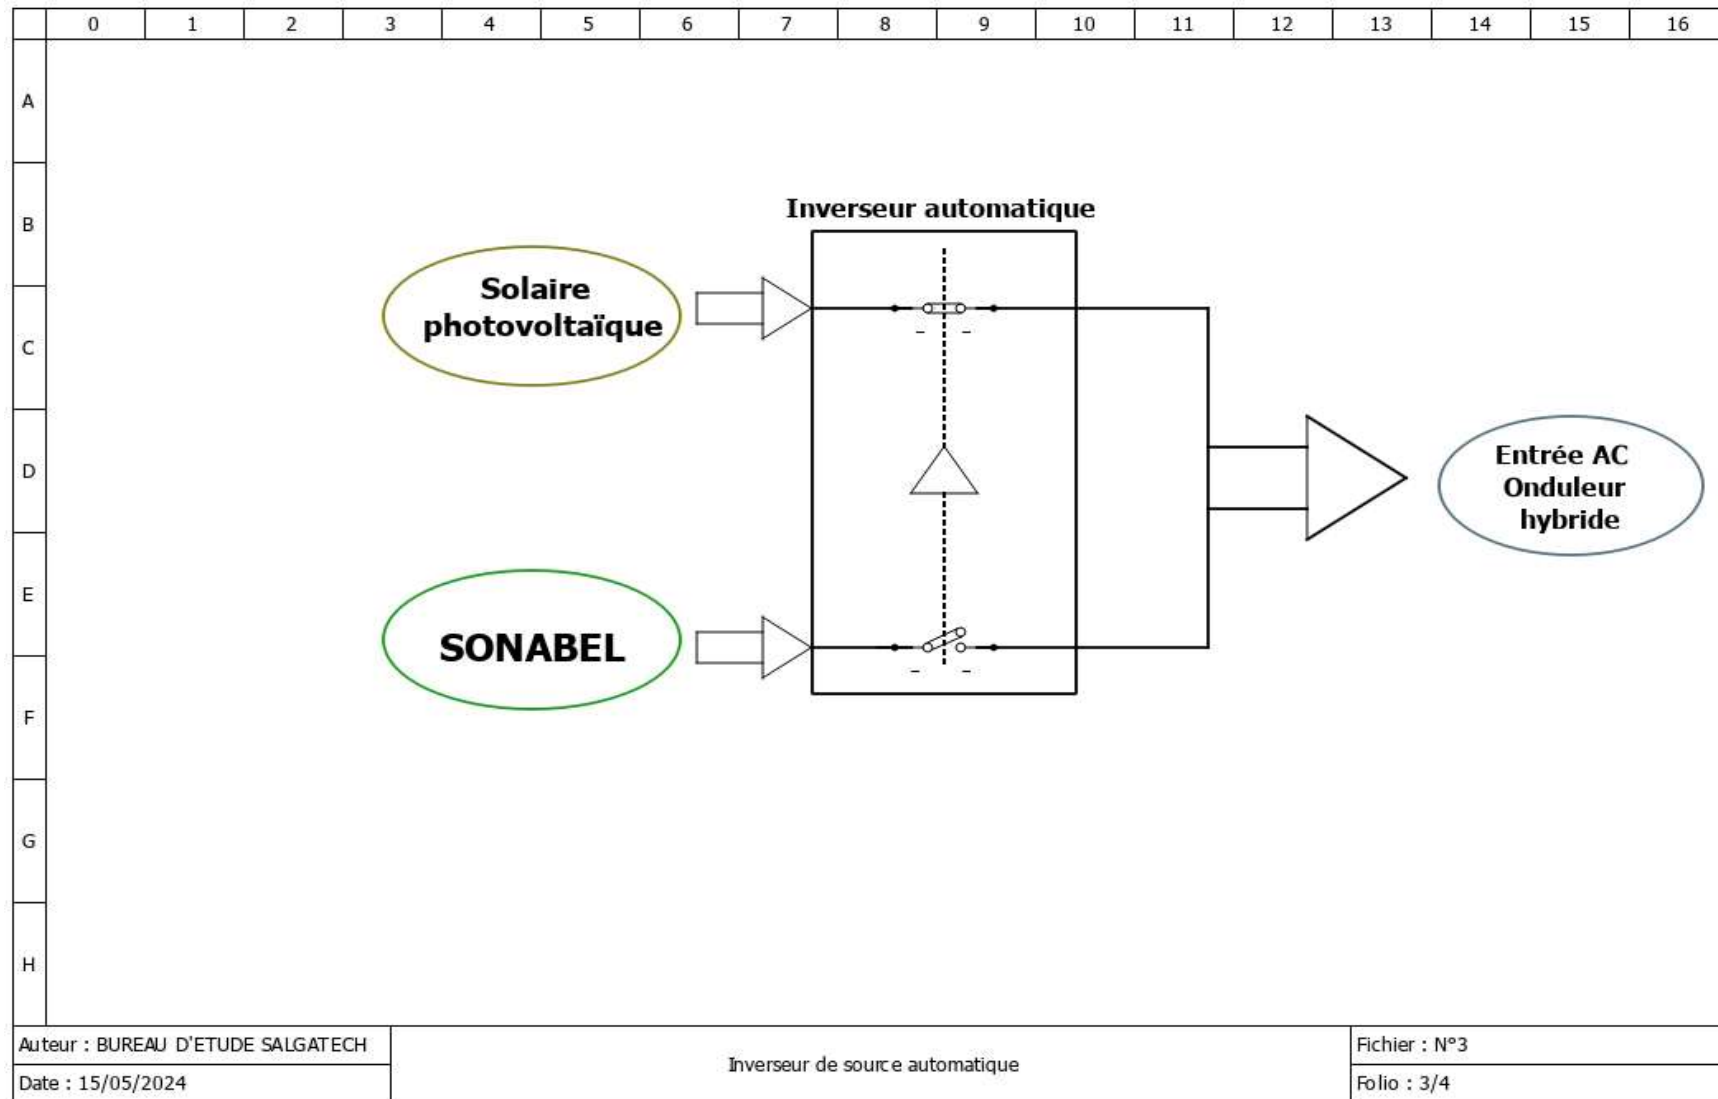 0 1 2 3 4 5 6 7 8 9 10 11 12 13 14 15 16
A
B
C
D
E
F
G
H
Inverseur automatique
Solaire
photovoltaïque
SONABEL
Entrée AC
Onduleur
hybride
Auteur : BUREAU D'ETUDE SALGATECH
Date : 15/05/2024
Inverseur de source automatique
Fichier : N°3
Folio : 3/4